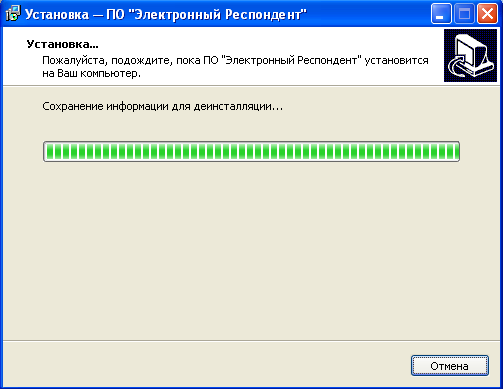 Установка — ПО "Электронный Респондент"
Установка...
Пожалуйста, подождите, пока ПО "Электронный Респондент" установится
на Ваш компьютер.
Сохранение информации для деинсталляции...
Отмена